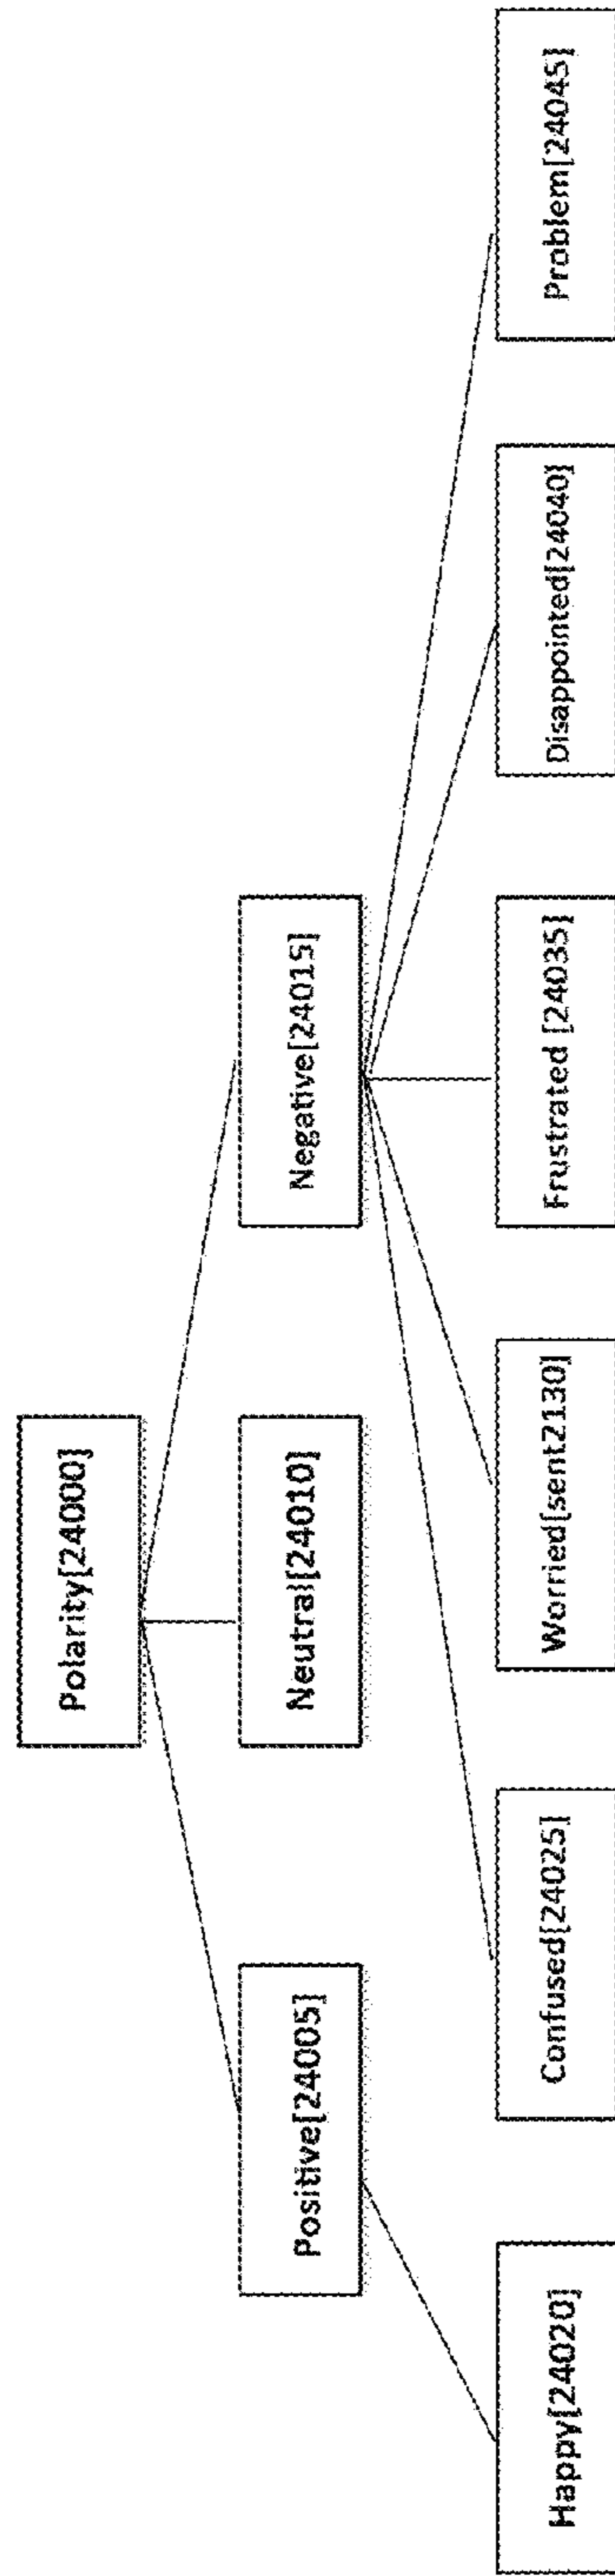 Polarity[24000]
Positive[24005]
Neutral[24010]
Negative[24015]
Happy[24020]
Confused[24025]
Worried[sent2130]
Frustrated [24035]
Disappointed[24040]
Problem[24045]